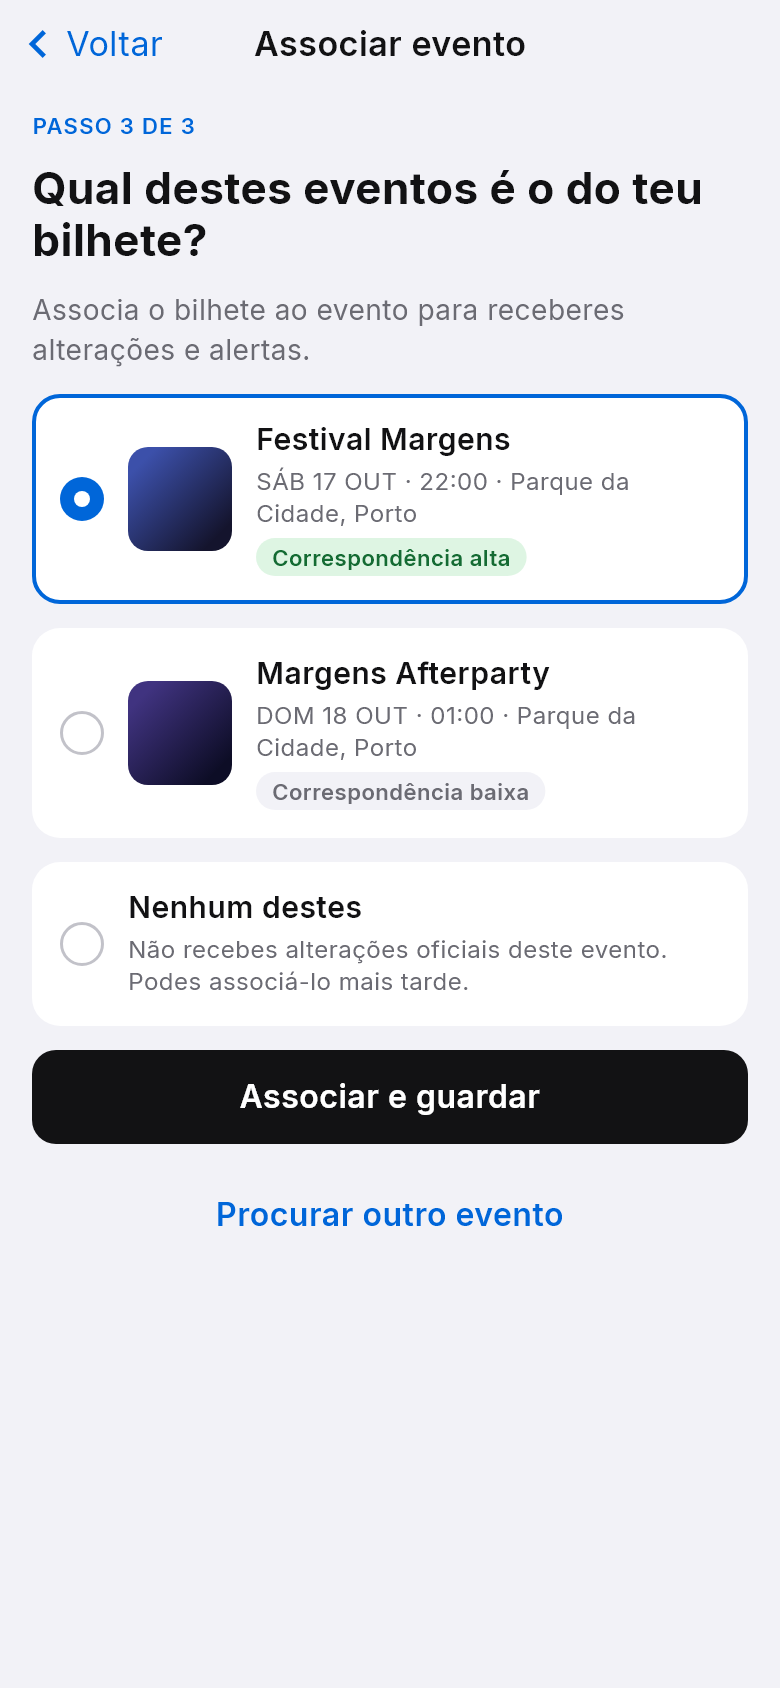 Voltar
Associar evento
PASSO 3 DE 3
Qual destes eventos é o do teu
bilhete?
Associa o bilhete ao evento para receberes
alterações e alertas.
Festival Margens
SÁB 17 OUT · 22:00 · Parque da
Cidade, Porto
Correspondência alta
Margens Afterparty
DOM 18 OUT · 01:00 · Parque da
Cidade, Porto
Correspondência baixa
Nenhum destes
Não recebes alterações oficiais deste evento.
Podes associá-lo mais tarde.
Associar e guardar
Procurar outro evento